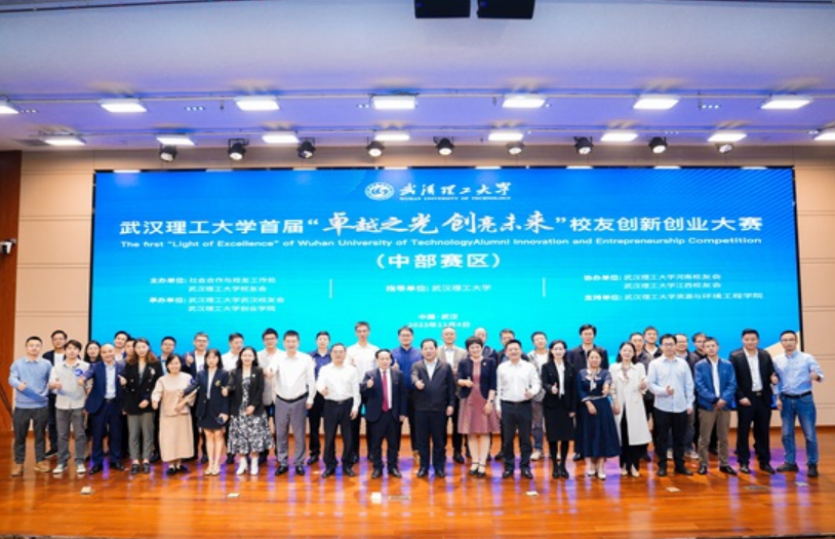 武汉理工大学
WUHAN UNIVERSITY OF TECHNOLOGY
武汉理工大学首届“卓越之光 创亮未来”校友创新创业大赛
The first "Light of Excellence" of Wuhan University of TechnologyAlumni Innovation and Entrepreneurship Competition
（中部赛区）
主办单位：社会合作与校友工作处
武汉理工大学校友会
承办单位：武汉理工大学武汉校友会
武汉理工大学创业学院
指导单位：武汉理工大学
协办单位：武汉理工大学河南校友会
武汉理工大学江西校友会
支持单位：武汉理工大学资源与环境工程学院
中国·武汉